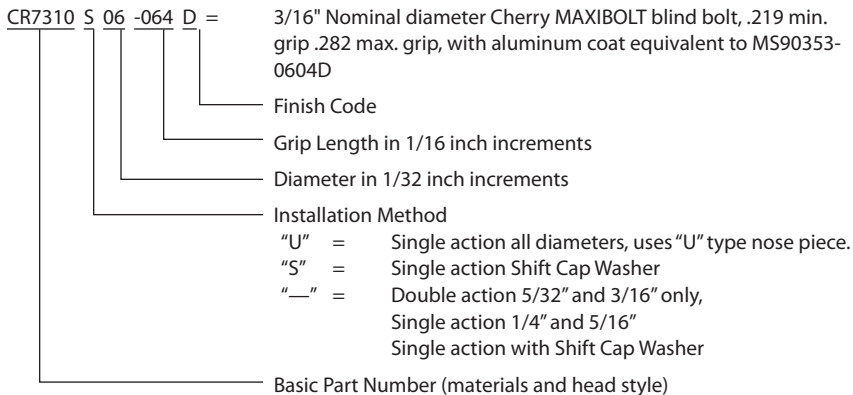 CR7310 S 06 -064 D = 3/16" Nominal diameter Cherry MAXIBOLT blind bolt, .219 min.
grip .282 max. grip, with aluminum coat equivalent to MS90353-
0604D
Finish Code
Grip Length in 1/16 inch increments
Diameter in 1/32 inch increments
Installation Method
“U” = Single action all diameters, uses “U” type nose piece.
“S” = Single action Shift Cap Washer
“—” = Double action 5/32” and 3/16” only,
Single action 1/4” and 5/16”
Single action with Shift Cap Washer
Basic Part Number (materials and head style)